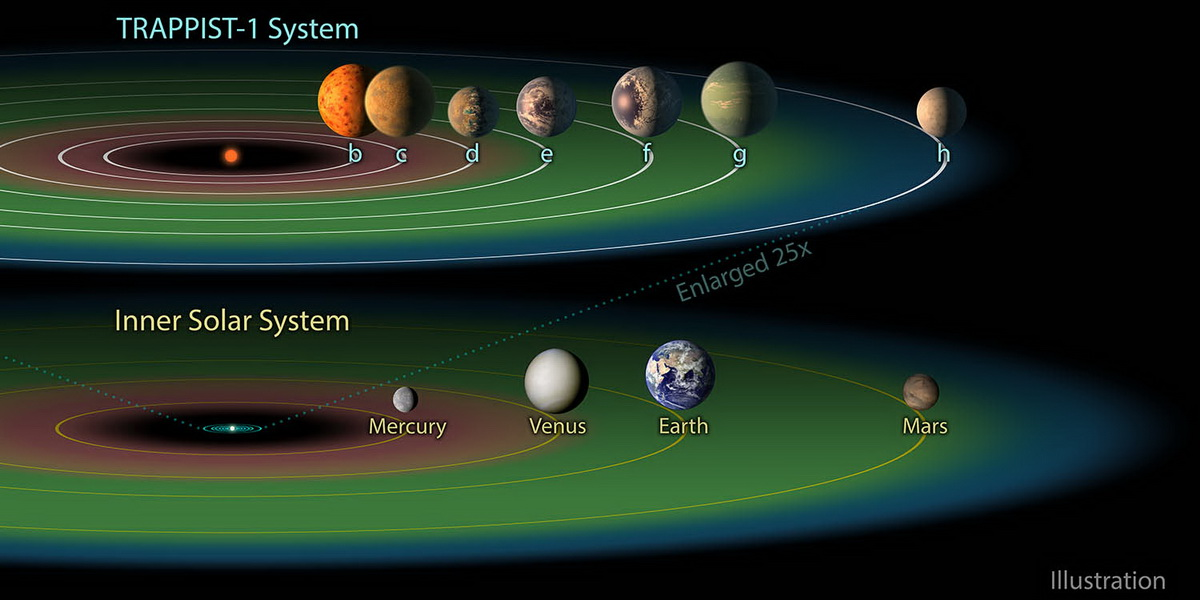 TRAPPIST-1 System
b c d e f g h
Enlarged 25x
Inner Solar System
Mercury Venus Earth Mars
Illustration